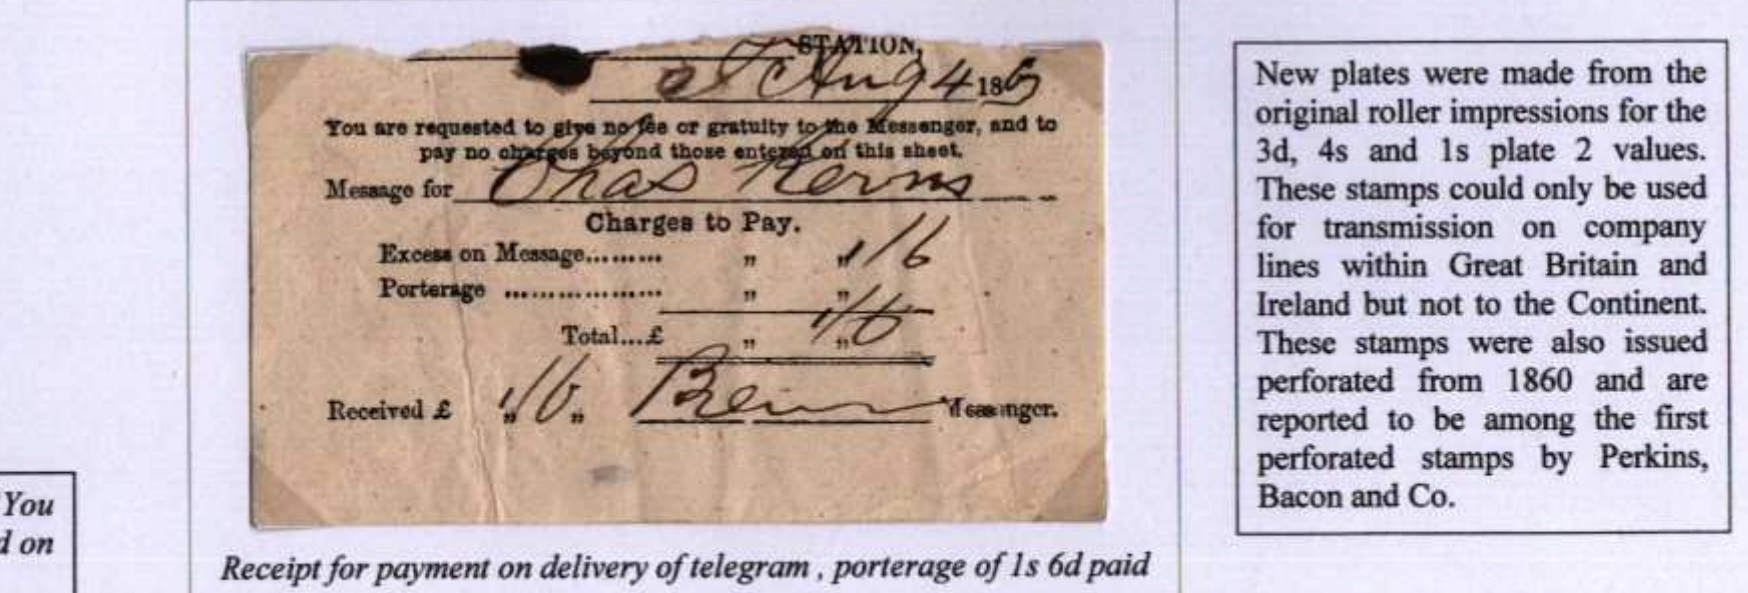 STATION,
Aug 4 186
You are requested to give no fee or gratuity to the Messenger, and to
pay no charges beyond those entered on this sheet.
Message for Chas Kerns
Charges to Pay.
Excess on Message......... " " 1/6
Porterage .................. " "
Total...£ " " 1/6
Received £ " 1/6 " Messenger.
Receipt for payment on delivery of telegram , porterage of 1s 6d paid
New plates were made from the
original roller impressions for the
3d, 4s and 1s plate 2 values.
These stamps could only be used
for transmission on company
lines within Great Britain and
Ireland but not to the Continent.
These stamps were also issued
perforated from 1860 and are
reported to be among the first
perforated stamps by Perkins,
Bacon and Co.
You
d on